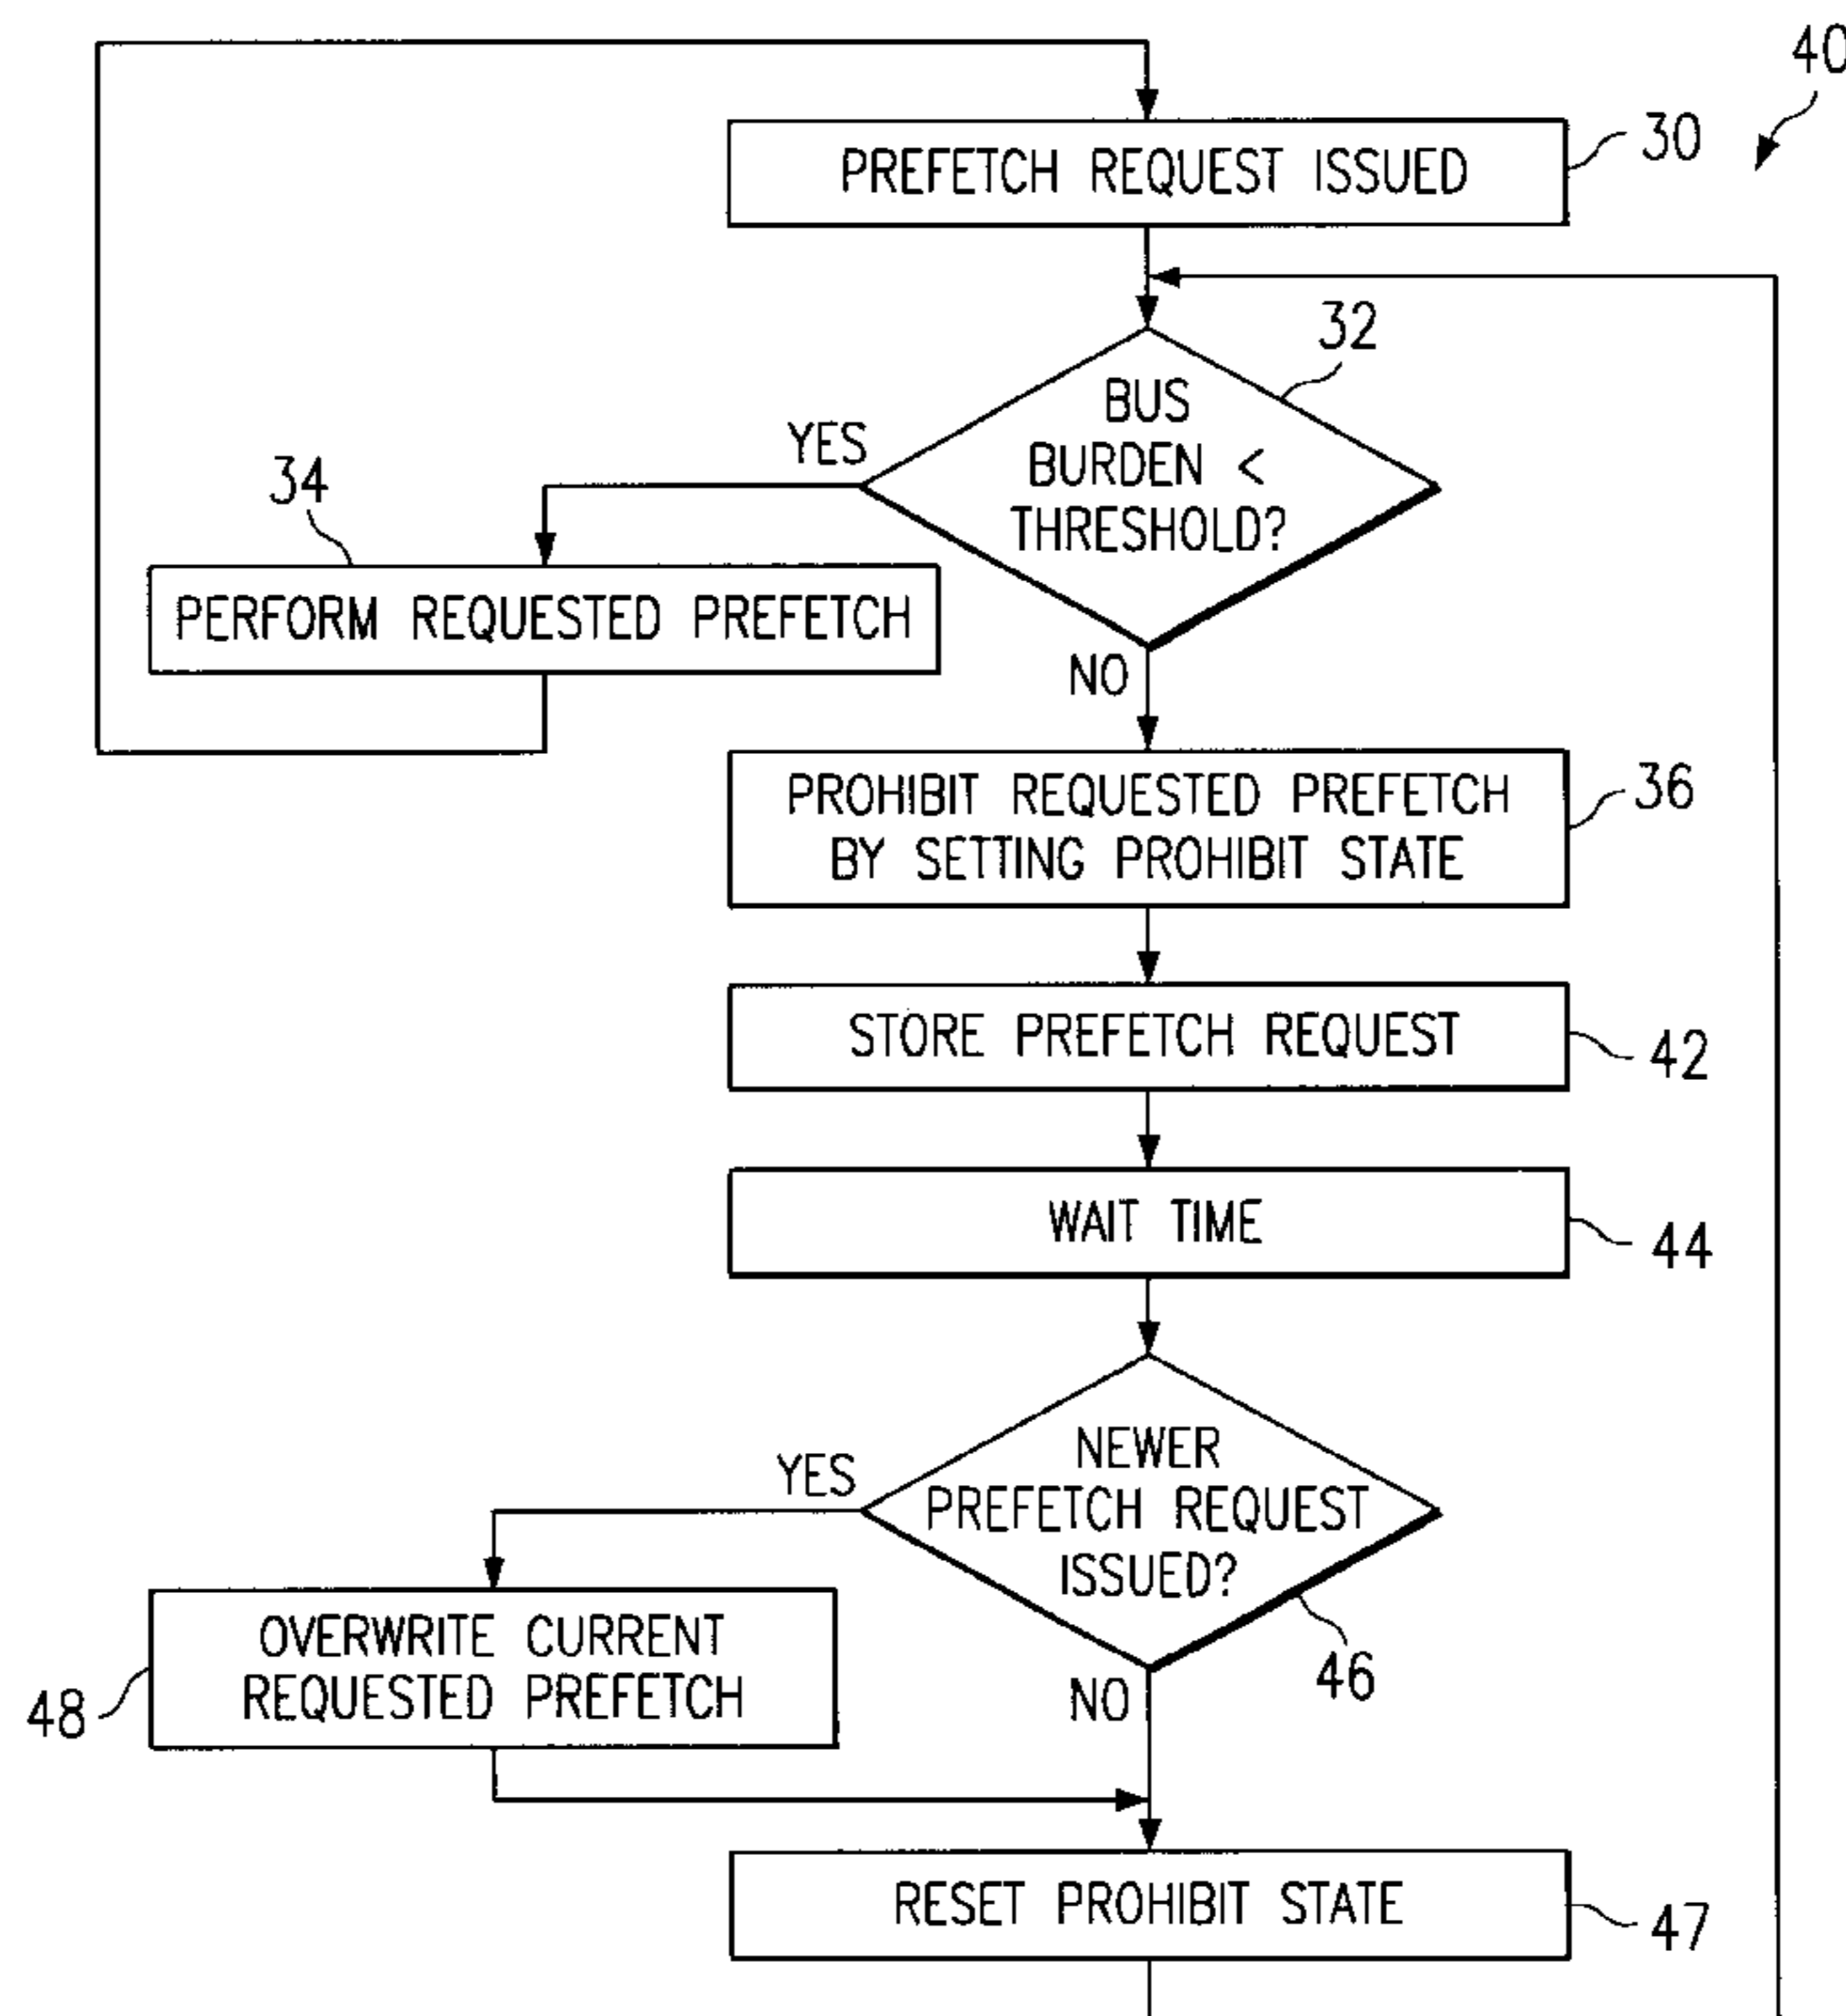 40
PREFETCH REQUEST ISSUED
30
32
BUS
BURDEN <
THRESHOLD?
YES
34
PERFORM REQUESTED PREFETCH
NO
PROHIBIT REQUESTED PREFETCH
BY SETTING PROHIBIT STATE
36
STORE PREFETCH REQUEST
42
WAIT TIME
44
NEWER
PREFETCH REQUEST
ISSUED?
YES
46
OVERWRITE CURRENT
REQUESTED PREFETCH
48
NO
RESET PROHIBIT STATE
47